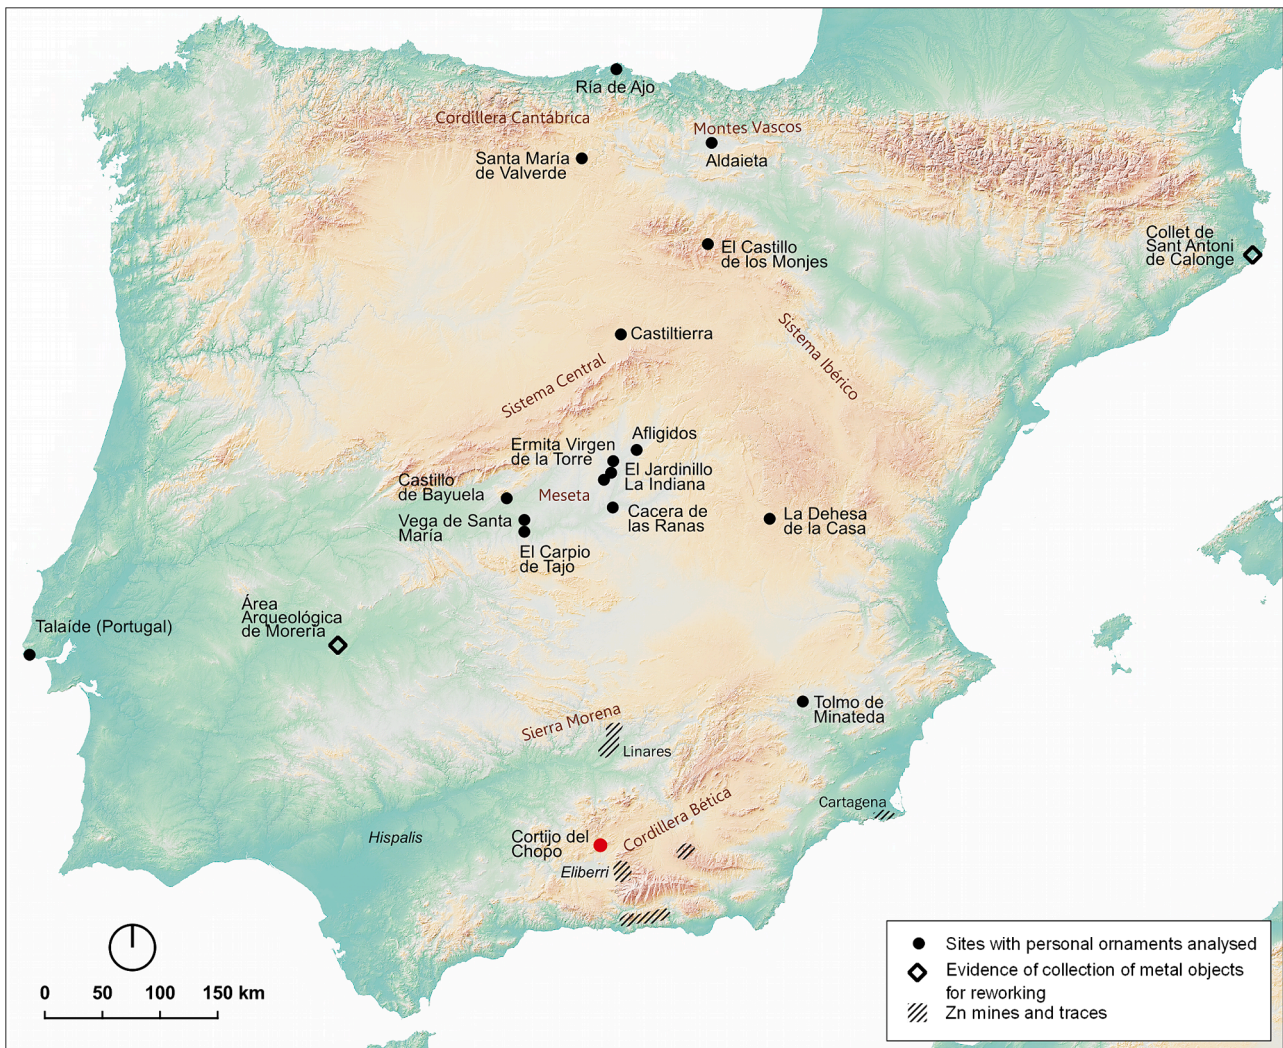 Ría de Ajo
Cordillera Cantábrica
Montes Vascos
Santa María
de Valverde
Aldaieta
Collet de
Sant Antoni
de Calonge
El Castillo
de los Monjes
Castiltierra
Sistema Ibérico
Sistema Central
Afligidos
Ermita Virgen
de la Torre
El Jardinillo
La Indiana
Castillo
de Bayuela
Meseta
Cacera de
las Ranas
La Dehesa
de la Casa
Vega de Santa
María
El Carpio
de Tajo
Área
Arqueológica
de Morería
Talaíde (Portugal)
Tolmo de
Minateda
Sierra Morena
Linares
Cartagena
Cordillera Bética
Hispalis
Cortijo del
Chopo
Eliberri
0 50 100 150 km
Sites with personal ornaments analysed
Evidence of collection of metal objects
for reworking
Zn mines and traces